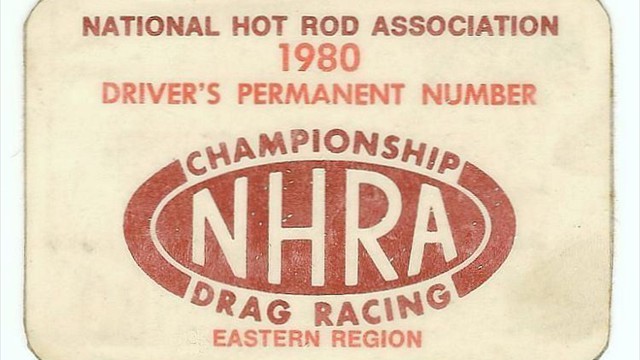 NATIONAL HOT ROD ASSOCIATION
1980
DRIVER'S PERMANENT NUMBER
CHAMPIONSHIP
NHRA
DRAG RACING
EASTERN REGION